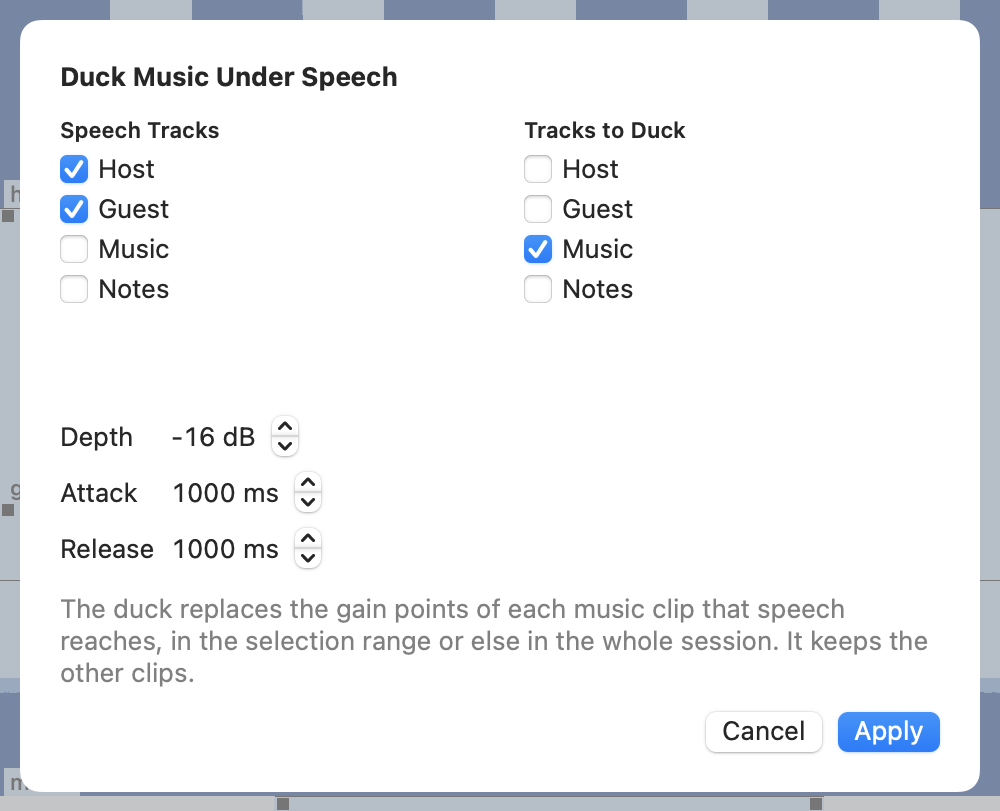 Duck Music Under Speech
Speech Tracks
Host
Guest
Music
Notes
Tracks to Duck
Host
Guest
Music
Notes
Depth -16 dB
Attack 1000 ms
Release 1000 ms
The duck replaces the gain points of each music clip that speech
reaches, in the selection range or else in the whole session. It keeps the
other clips.
Cancel Apply